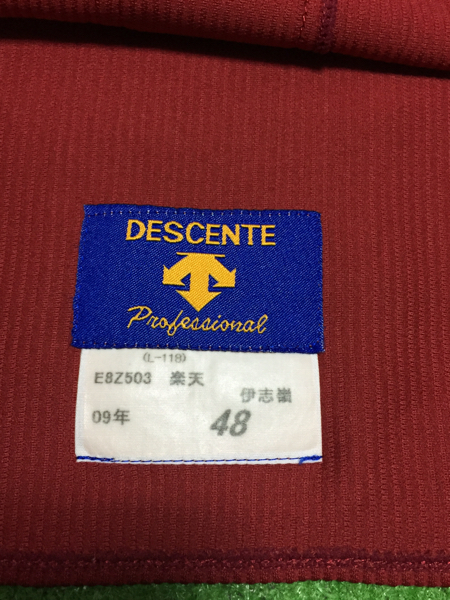 DESCENTE
Professional
(L-118)
E8Z503 楽天
伊志嶺
09年 48